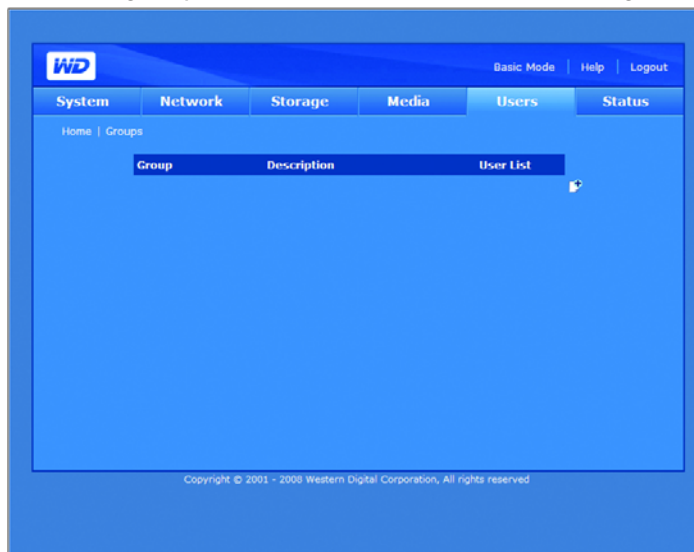 WD
Basic Mode | Help | Logout
System Network Storage Media Users Status
Home | Groups
Group Description User List
Copyright © 2001 - 2008 Western Digital Corporation, All rights reserved